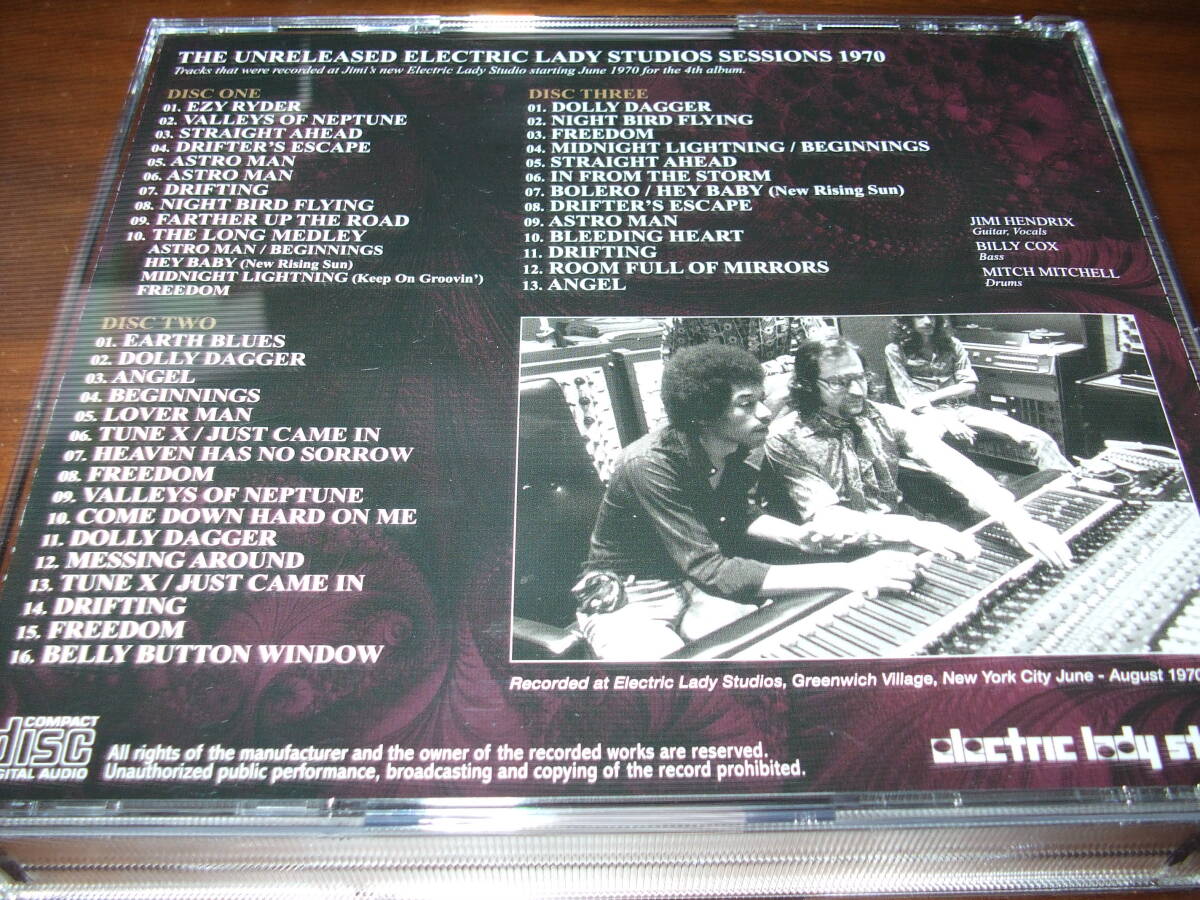 THE UNRELEASED ELECTRIC LADY STUDIOS SESSIONS 1970
Tracks that were recorded at Jimi's new Electric Lady Studio starting June 1970 for the 4th album.
DISC ONE
01. EZY RYDER
02. VALLEYS OF NEPTUNE
03. STRAIGHT AHEAD
04. DRIFTER'S ESCAPE
05. ASTRO MAN
06. ASTRO MAN
07. DRIFTING
08. NIGHT BIRD FLYING
09. FARTHER UP THE ROAD
10. THE LONG MEDLEY
ASTRO MAN / BEGINNINGS
HEY BABY (New Rising Sun)
MIDNIGHT LIGHTNING (Keep On Groovin')
FREEDOM
DISC TWO
01. EARTH BLUES
02. DOLLY DAGGER
03. ANGEL
04. BEGINNINGS
05. LOVER MAN
06. TUNE X / JUST CAME IN
07. HEAVEN HAS NO SORROW
08. FREEDOM
09. VALLEYS OF NEPTUNE
10. COME DOWN HARD ON ME
11. DOLLY DAGGER
12. MESSING AROUND
13. TUNE X / JUST CAME IN
14. DRIFTING
15. FREEDOM
16. BELLY BUTTON WINDOW
DISC THREE
01. DOLLY DAGGER
02. NIGHT BIRD FLYING
03. FREEDOM
04. MIDNIGHT LIGHTNING / BEGINNINGS
05. STRAIGHT AHEAD
06. IN FROM THE STORM
07. BOLERO / HEY BABY (New Rising Sun)
08. DRIFTER'S ESCAPE
09. ASTRO MAN
10. BLEEDING HEART
11. DRIFTING
12. ROOM FULL OF MIRRORS
13. ANGEL
JIMI HENDRIX
Guitar, Vocals
BILLY COX
Bass
MITCH MITCHELL
Drums
Recorded at Electric Lady Studios, Greenwich Village, New York City June - August 1970
COMPACT
disc
DIGITAL AUDIO
All rights of the manufacturer and the owner of the recorded works are reserved.
Unauthorized public performance, broadcasting and copying of the record prohibited.
electric lady st